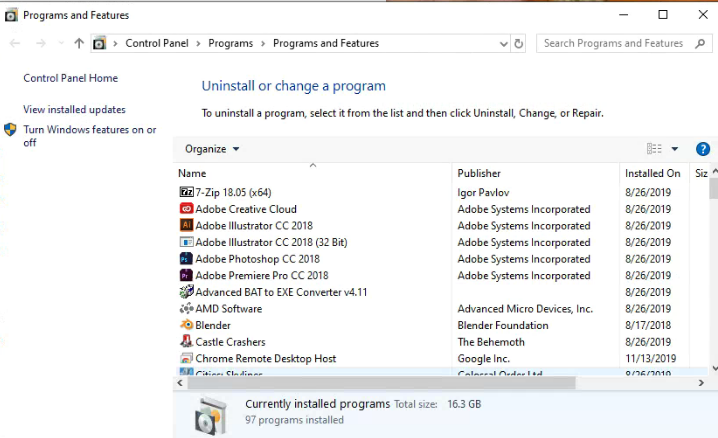 Programs and Features
Control Panel > Programs > Programs and Features
Search Programs and Features
Control Panel Home
View installed updates
Turn Windows features on or
off
Uninstall or change a program
To uninstall a program, select it from the list and then click Uninstall, Change, or Repair.
Organize
Name Publisher Installed On Siz
7-Zip 18.05 (x64) Igor Pavlov 8/26/2019
Adobe Creative Cloud Adobe Systems Incorporated 8/26/2019
Adobe Illustrator CC 2018 Adobe Systems Incorporated 8/26/2019
Adobe Illustrator CC 2018 (32 Bit) Adobe Systems Incorporated 8/26/2019
Adobe Photoshop CC 2018 Adobe Systems Incorporated 8/26/2019
Adobe Premiere Pro CC 2018 Adobe Systems Incorporated 8/26/2019
Advanced BAT to EXE Converter v4.11 8/26/2019
AMD Software Advanced Micro Devices, Inc. 8/26/2019
Blender Blender Foundation 8/17/2018
Castle Crashers The Behemoth 8/26/2019
Chrome Remote Desktop Host Google Inc. 11/13/2019
Cities: Skylines Colossal Order Ltd. 8/26/2019
Currently installed programs Total size: 16.3 GB
97 programs installed